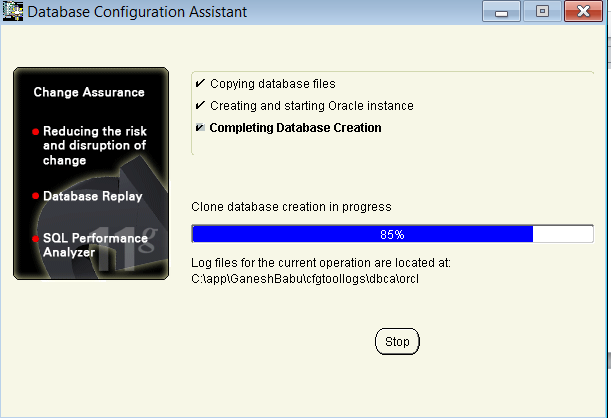 Database Configuration Assistant
Change Assurance
Reducing the risk
and disruption of
change
Database Replay
SQL Performance
Analyzer
11g
Copying database files
Creating and starting Oracle instance
Completing Database Creation
Clone database creation in progress
85%
Log files for the current operation are located at:
C:\app\GaneshBabu\cfgtoollogs\dbca\orcl
Stop